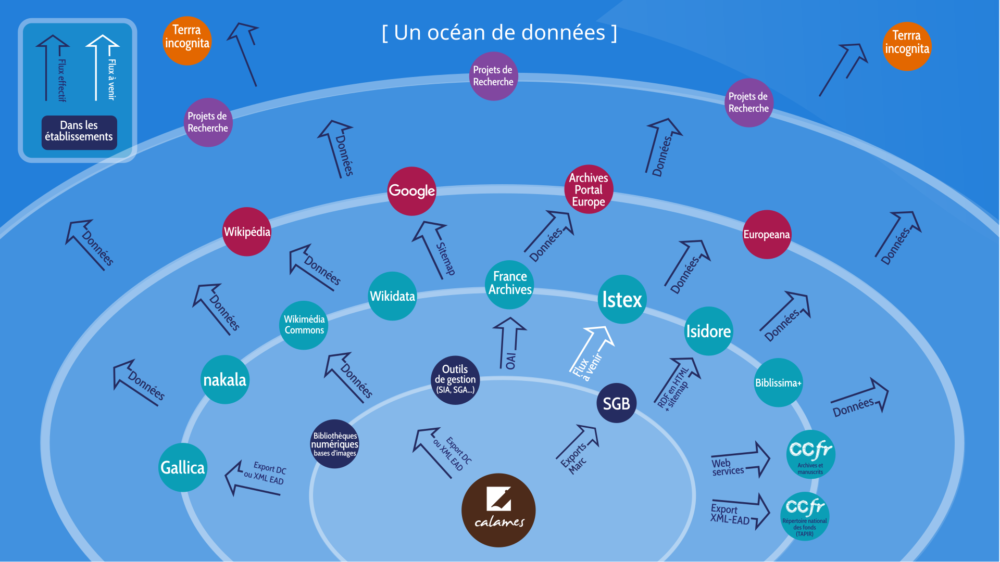 [ Un océan de données ]
Flux effectif
Flux à venir
Dans les
établissements
Terrra
incognita
Terrra
incognita
Projets de
Recherche
Projets de
Recherche
Projets de
Recherche
Données
Données
Google
Archives
Portal
Europe
Wikipédia
Europeana
Données
Données
Sitemap
Données
Données
Données
France
Archives
Wikidata
Istex
Wikimédia
Commons
Isidore
Données
Données
nakala
Biblissima+
Données
Données
OAI
Flux
à venir
RDF en HTML
+ sitemap
Données
Outils
de gestion
(SIA, SGA...)
SGB
Bibliothèques
numériques
bases d'images
Gallica
Export DC
ou XML EAD
Export DC
ou XML EAD
Exports
Marc
Web
services
ccfr
Archives et
manuscrits
Export
XML-EAD
ccfr
Répertoire national
des fonds
(TAPIR)
calames